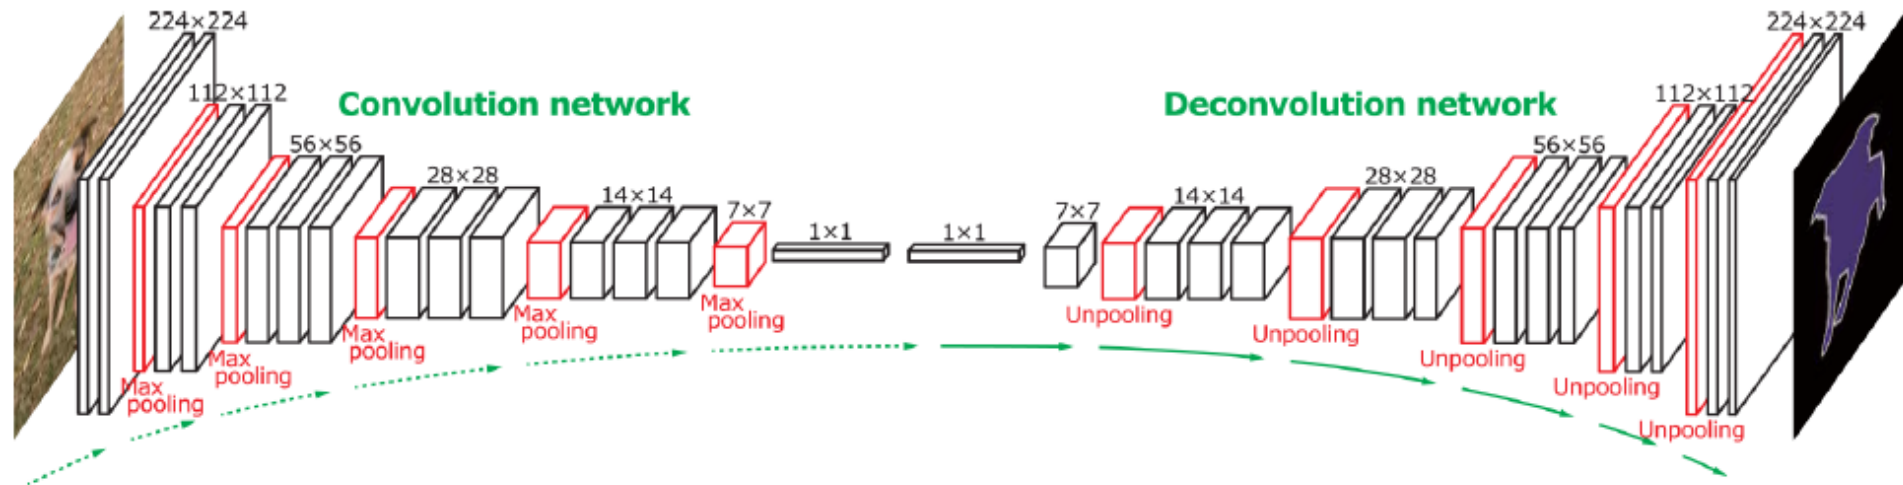 224×224
112×112
Convolution network
56×56
28×28
14×14
7×7
1×1
1×1
7×7
14×14
28×28
Deconvolution network
56×56
112×112
224×224
Max
pooling
Max
pooling
Max
pooling
Max
pooling
Max
pooling
Unpooling
Unpooling
Unpooling
Unpooling
Unpooling